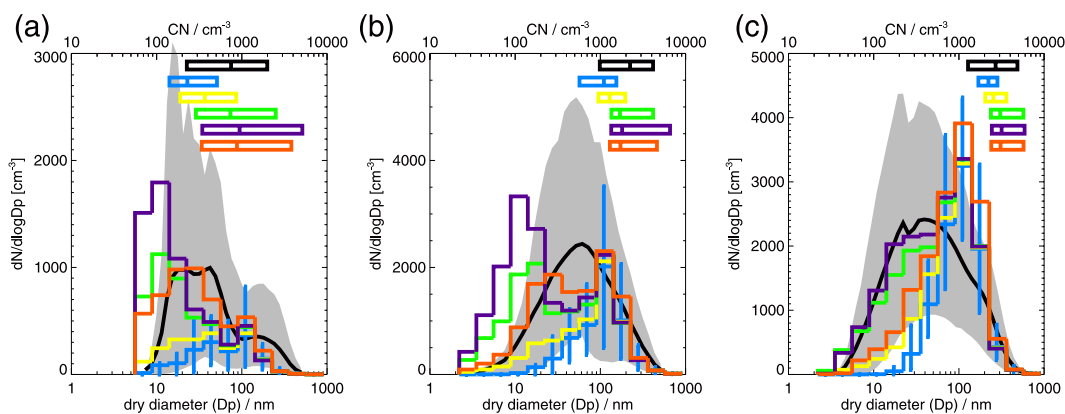 (a)
CN / cm-3
10 100 1000 10000
3000
2000
1000
0
dN/dlogDp [cm-3]
1 10 100 1000
dry diameter (Dp) / nm
(b)
CN / cm-3
10 100 1000 10000
6000
4000
2000
0
dN/dlogDp [cm-3]
1 10 100 1000
dry diameter (Dp) / nm
(c)
CN / cm-3
10 100 1000 10000
5000
4000
3000
2000
1000
0
dN/dlogDp [cm-3]
1 10 100 1000
dry diameter (Dp) / nm